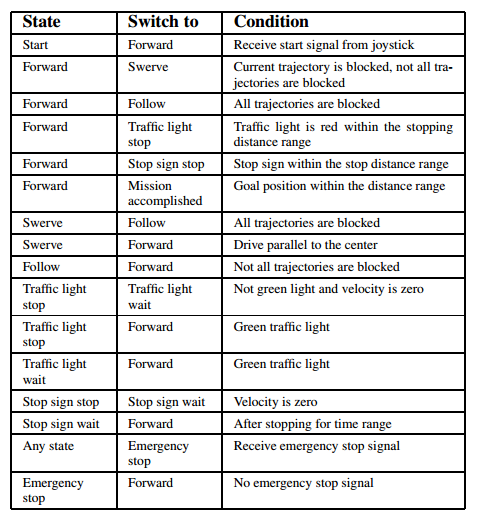 State Switch to Condition
Start Forward Receive start signal from joystick
Forward Swerve Current trajectory is blocked, not all tra-
jectories are blocked
Forward Follow All trajectories are blocked
Forward Traffic light Traffic light is red within the stopping
stop distance range
Forward Stop sign stop Stop sign within the stop distance range
Forward Mission Goal position within the distance range
accomplished
Swerve Follow All trajectories are blocked
Swerve Forward Drive parallel to the center
Follow Forward Not all trajectories are blocked
Traffic light Traffic light Not green light and velocity is zero
stop wait
Traffic light Forward Green traffic light
stop
Traffic light Forward Green traffic light
wait
Stop sign stop Stop sign wait Velocity is zero
Stop sign wait Forward After stopping for time range
Any state Emergency Receive emergency stop signal
stop
Emergency Forward No emergency stop signal
stop